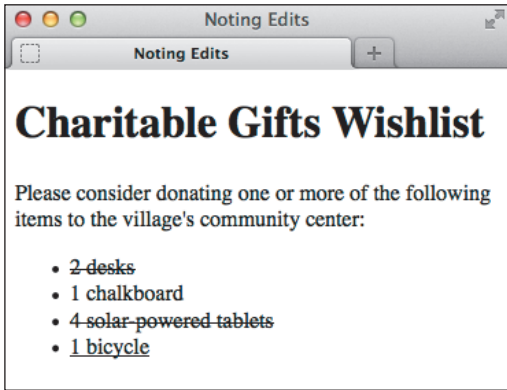 Noting Edits
Noting Edits
Charitable Gifts Wishlist
Please consider donating one or more of the following
items to the village's community center:
• 2 desks
• 1 chalkboard
• 4 solar-powered tablets
• 1 bicycle